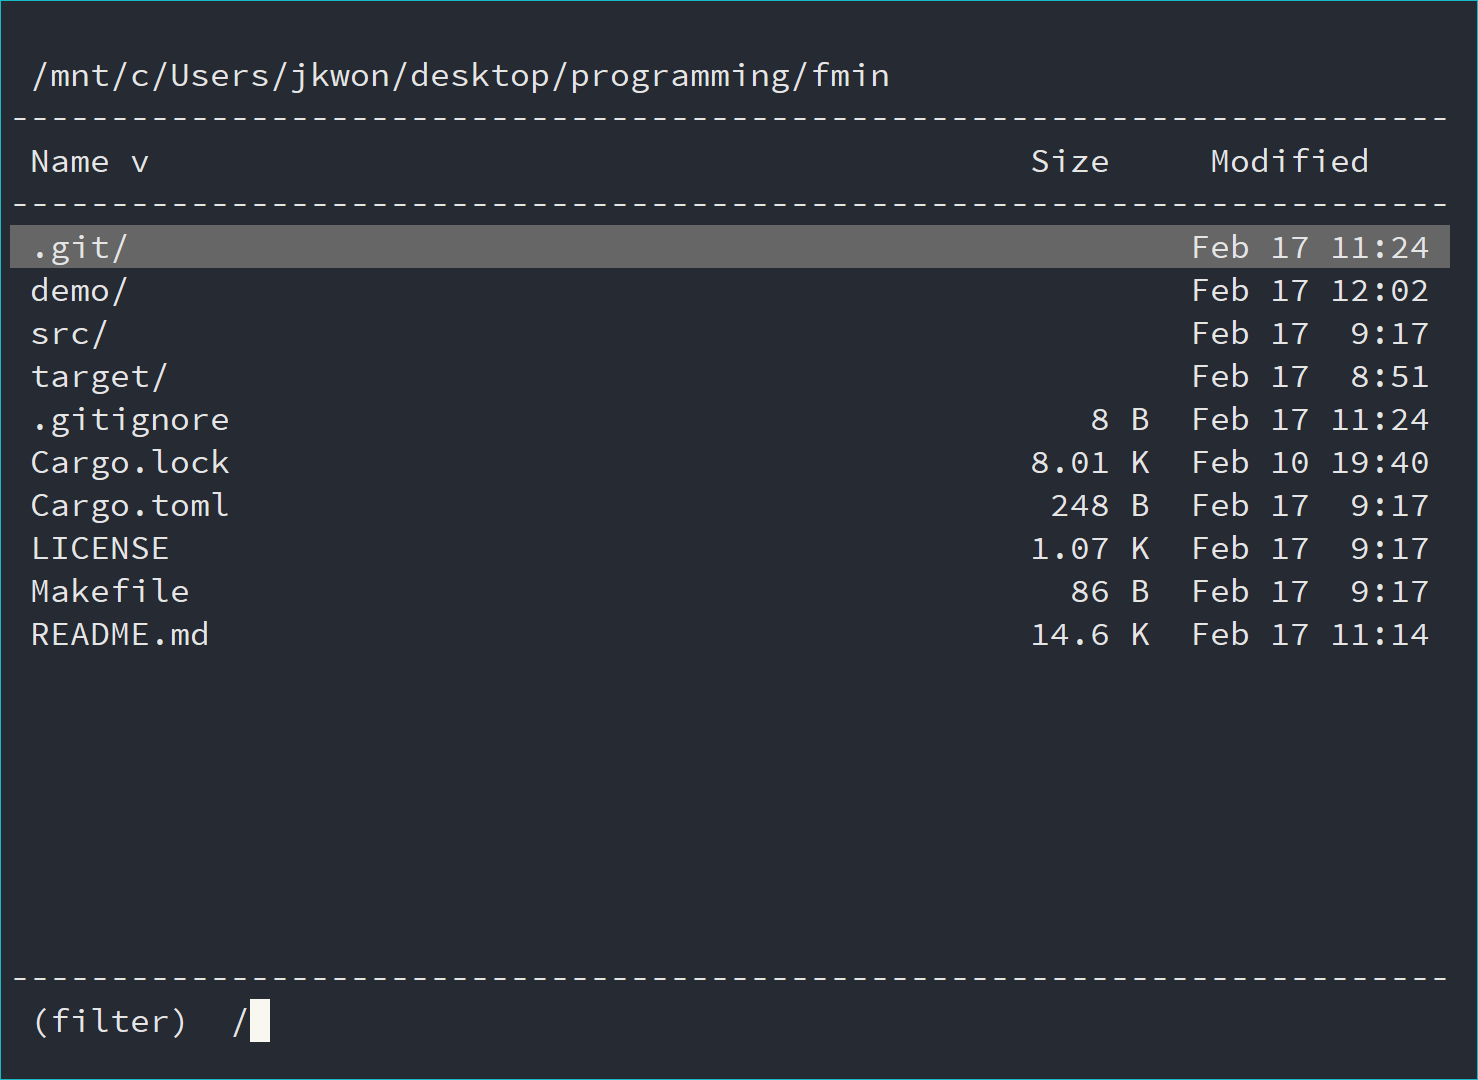 /mnt/c/Users/jkwon/desktop/programming/fmin
------------------------------------------------------------------------
Name v Size Modified
------------------------------------------------------------------------
.git/ Feb 17 11:24
demo/ Feb 17 12:02
src/ Feb 17 9:17
target/ Feb 17 8:51
.gitignore 8 B Feb 17 11:24
Cargo.lock 8.01 K Feb 10 19:40
Cargo.toml 248 B Feb 17 9:17
LICENSE 1.07 K Feb 17 9:17
Makefile 86 B Feb 17 9:17
README.md 14.6 K Feb 17 11:14
------------------------------------------------------------------------
(filter) /